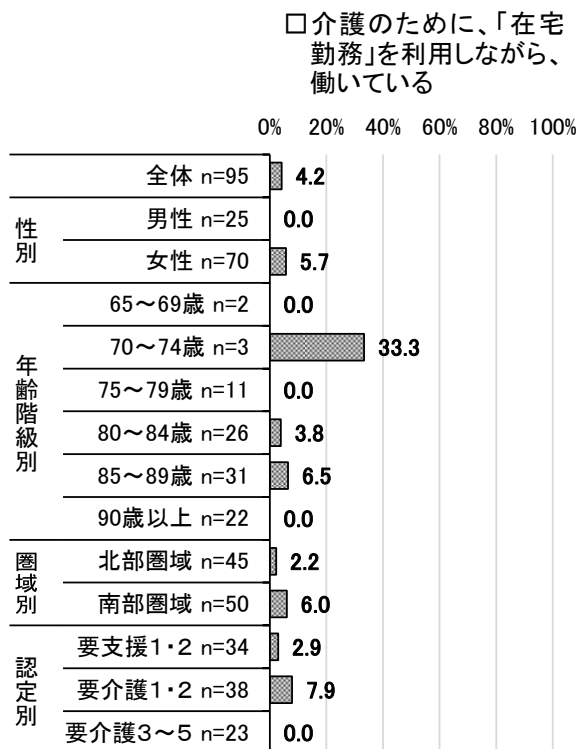 □介護のために、「在宅
勤務」を利用しながら、
働いている
0% 20% 40% 60% 80% 100%
全体 n=95 4.2
性別
男性 n=25 0.0
女性 n=70 5.7
年齢階級別
65～69歳 n=2 0.0
70～74歳 n=3 33.3
75～79歳 n=11 0.0
80～84歳 n=26 3.8
85～89歳 n=31 6.5
90歳以上 n=22 0.0
圏域別
北部圏域 n=45 2.2
南部圏域 n=50 6.0
認定別
要支援１・２ n=34 2.9
要介護１・２ n=38 7.9
要介護３～５ n=23 0.0